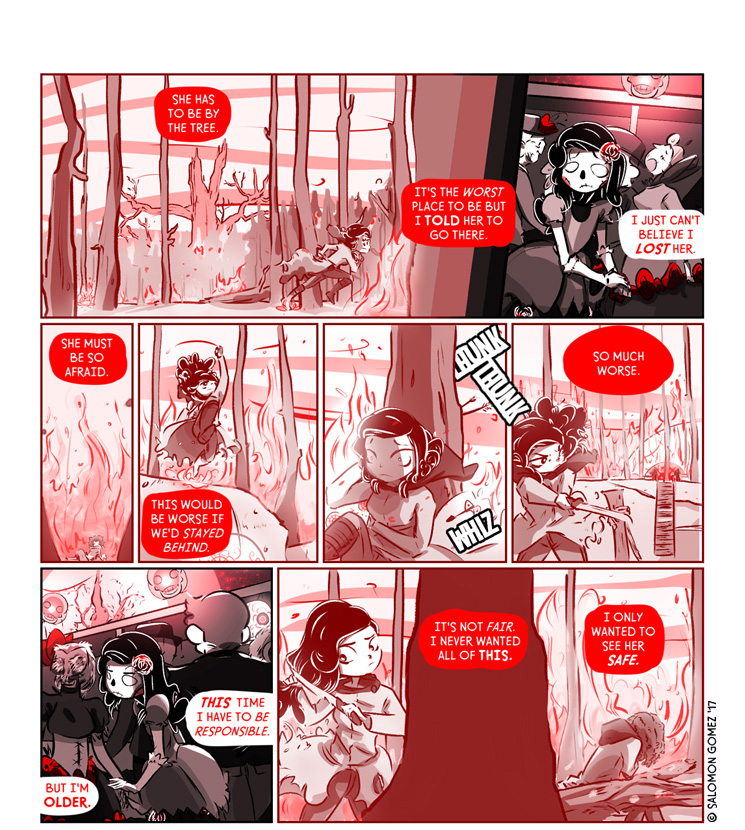 SHE HAS
TO BE BY
THE TREE.
IT'S THE WORST
PLACE TO BE BUT
I TOLD HER TO
GO THERE.
I JUST CAN'T
BELIEVE I
LOST HER.
SHE MUST
BE SO
AFRAID.
THIS WOULD
BE WORSE IF
WE'D STAYED
BEHIND.
THUNK
THUNK
WHIZ
SO MUCH
WORSE.
THIS TIME
I HAVE TO BE
RESPONSIBLE.
BUT I'M
OLDER.
IT'S NOT FAIR.
I NEVER WANTED
ALL OF THIS.
I ONLY
WANTED TO
SEE HER
SAFE.
© SALOMON GOMEZ '17